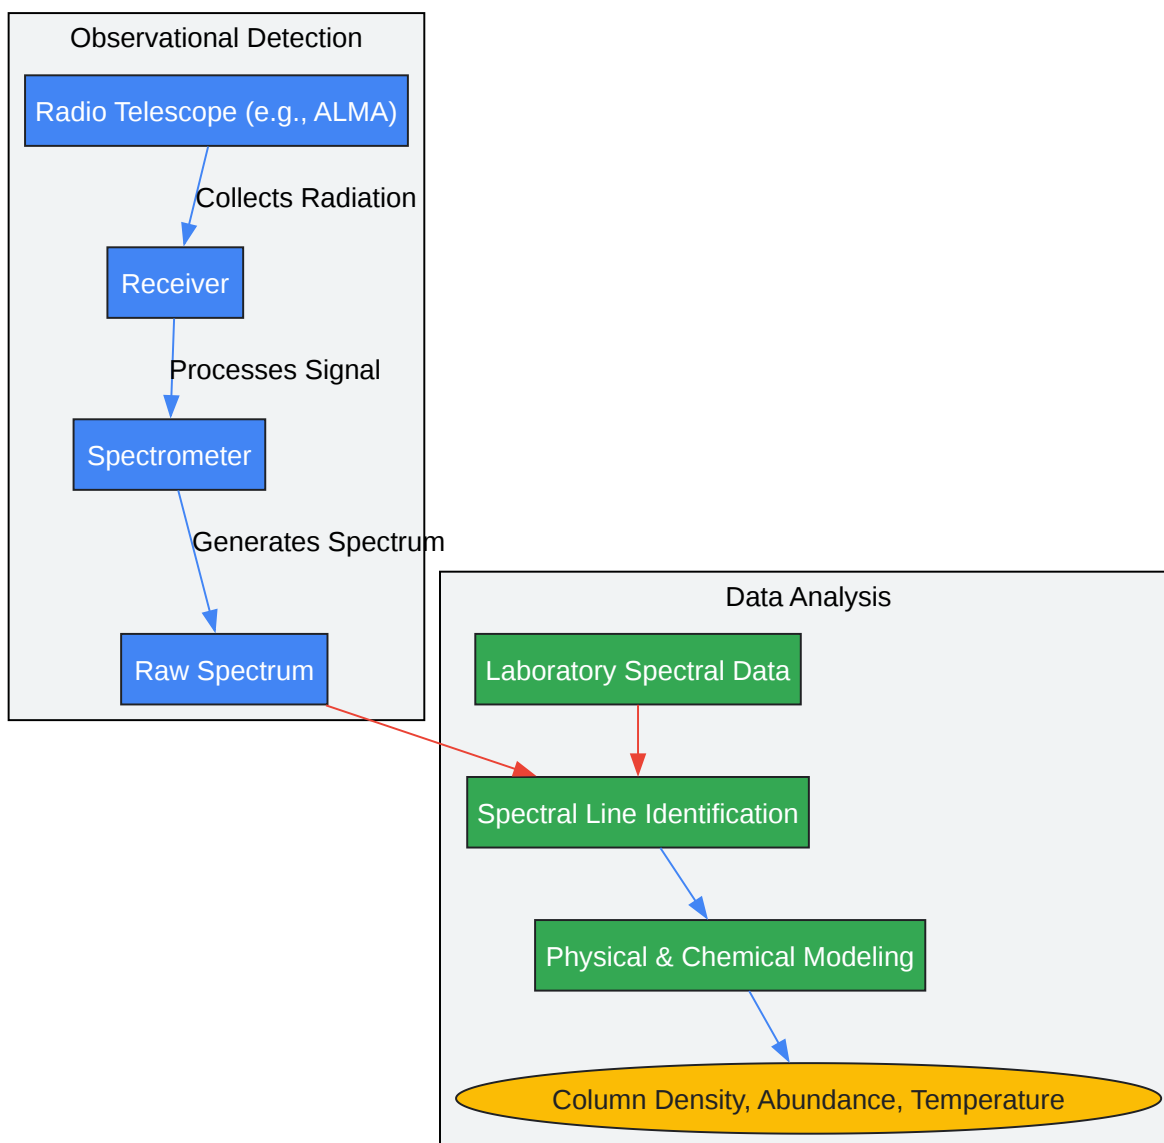 Observational Detection
Radio Telescope (e.g., ALMA)
Collects Radiation
Receiver
Processes Signal
Spectrometer
Generates Spectrum
Raw Spectrum
Data Analysis
Laboratory Spectral Data
Spectral Line Identification
Physical & Chemical Modeling
Column Density, Abundance, Temperature